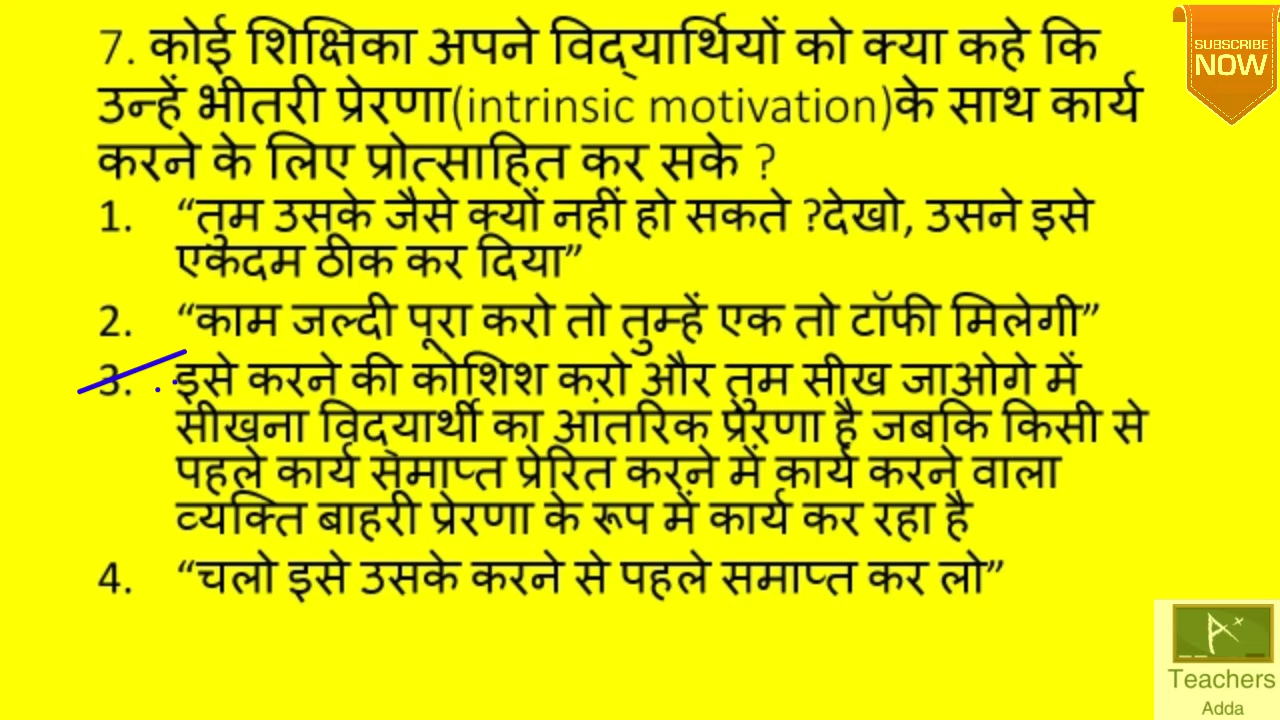 7. कोई शिक्षिका अपने विद्यार्थियों को क्या कहे कि
उन्हें भीतरी प्रेरणा(intrinsic motivation)के साथ कार्य
करने के लिए प्रोत्साहित कर सके ?
1. “तुम उसके जैसे क्यों नहीं हो सकते ?देखो, उसने इसे
एकदम ठीक कर दिया”
2. “काम जल्दी पूरा करो तो तुम्हें एक तो टॉफी मिलेगी”
3. इसे करने की कोशिश करो और तुम सीख जाओगे में
सीखना विद्यार्थी का आंतरिक प्रेरणा है जबकि किसी से
पहले कार्य समाप्त प्रेरित करने में कार्य करने वाला
व्यक्ति बाहरी प्रेरणा के रूप में कार्य कर रहा है
4. “चलो इसे उसके करने से पहले समाप्त कर लो”
SUBSCRIBE
NOW
A+
Teachers
Adda